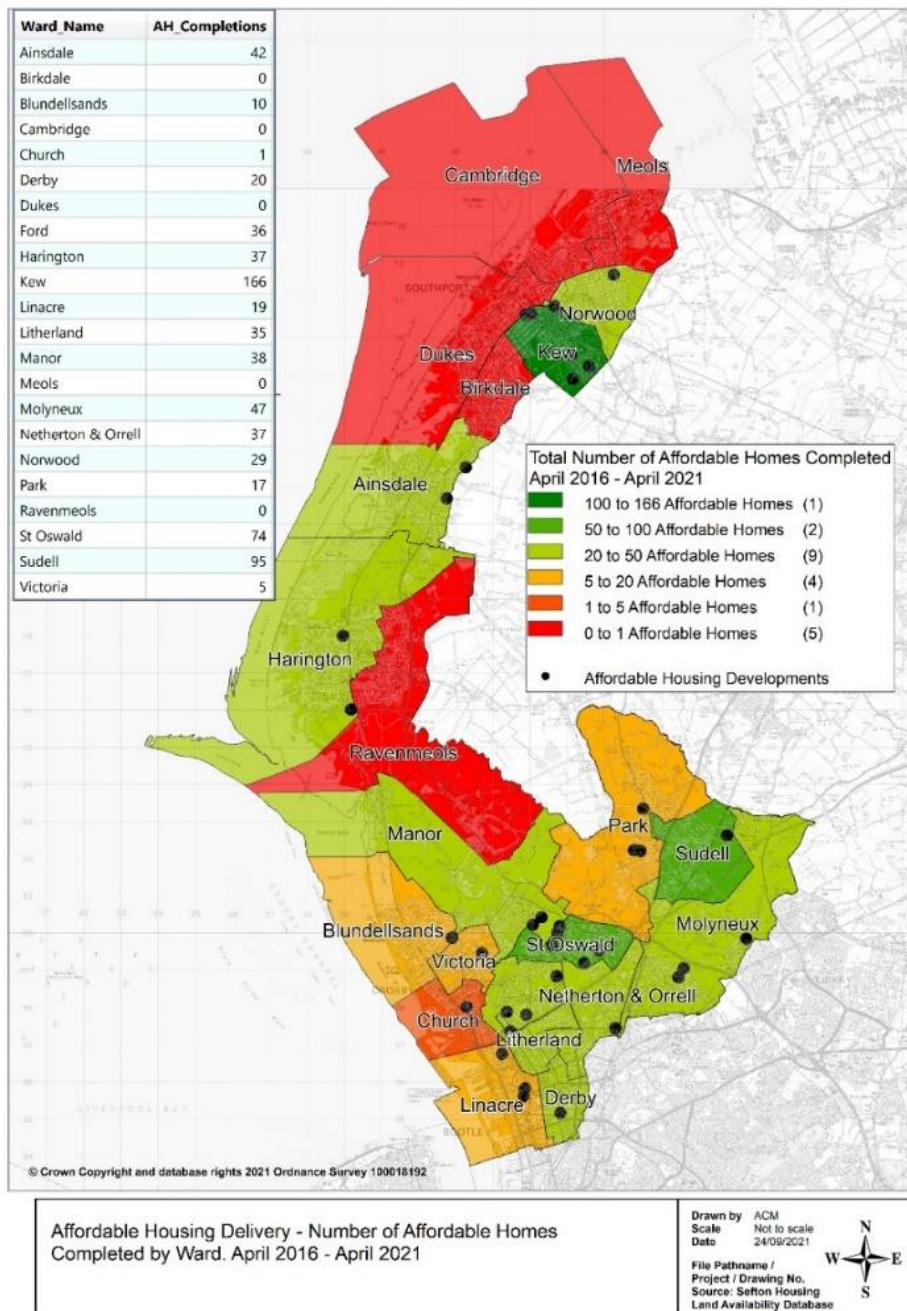 Ward_Name AH_Completions
Ainsdale 42
Birkdale 0
Blundellsands 10
Cambridge 0
Church 1
Derby 20
Dukes 0
Ford 36
Harington 37
Kew 166
Linacre 19
Litherland 35
Manor 38
Meols 0
Molyneux 47
Netherton & Orrell 37
Norwood 29
Park 17
Ravenmeols 0
St Oswald 74
Sudell 95
Victoria 5
Cambridge
Meols
SOUTHPORT
Norwood
Dukes
Kew
Birkdale
Ainsdale
Total Number of Affordable Homes Completed
April 2016 - April 2021
100 to 166 Affordable Homes (1)
50 to 100 Affordable Homes (2)
20 to 50 Affordable Homes (9)
5 to 20 Affordable Homes (4)
1 to 5 Affordable Homes (1)
0 to 1 Affordable Homes (5)
Affordable Housing Developments
Harington
Ravenmeols
Manor
Park
Sudell
Blundellsands
Victoria
St Oswald
Molyneux
CROSBY
Netherton & Orrell
Church
Litherland
Linacre
Derby
LIVERPOOL BAY
BOOTLE
© Crown Copyright and database rights 2021 Ordnance Survey 100018192
Affordable Housing Delivery - Number of Affordable Homes
Completed by Ward. April 2016 - April 2021
Drawn by ACM
Scale Not to scale
Date 24/09/2021
File Pathname /
Project / Drawing No.
Source: Sefton Housing
Land Availability Database
N
W E
S